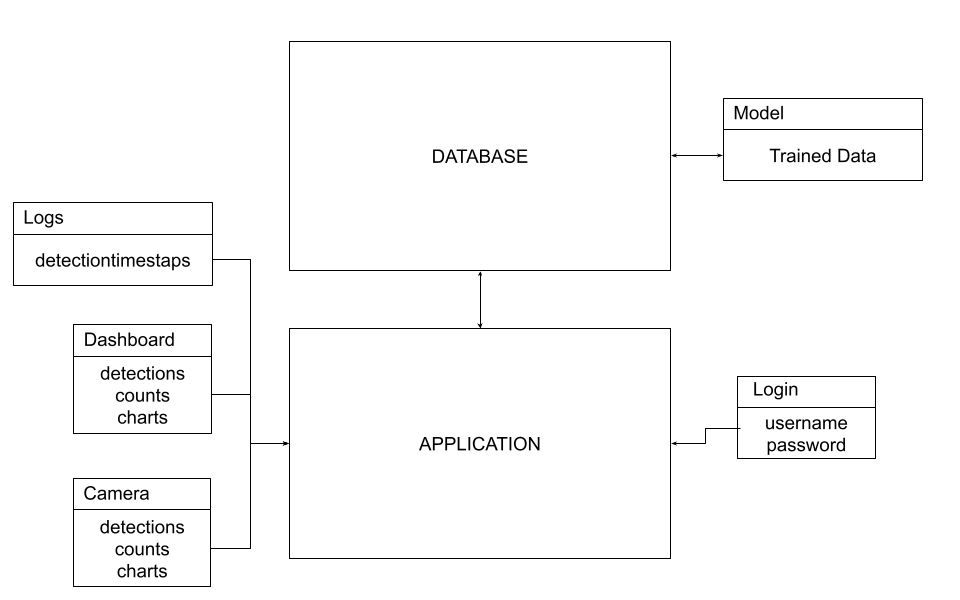 DATABASE
Model
Trained Data
Logs
detectiontimestaps
Dashboard
detections
counts
charts
Login
username
password
APPLICATION
Camera
detections
counts
charts